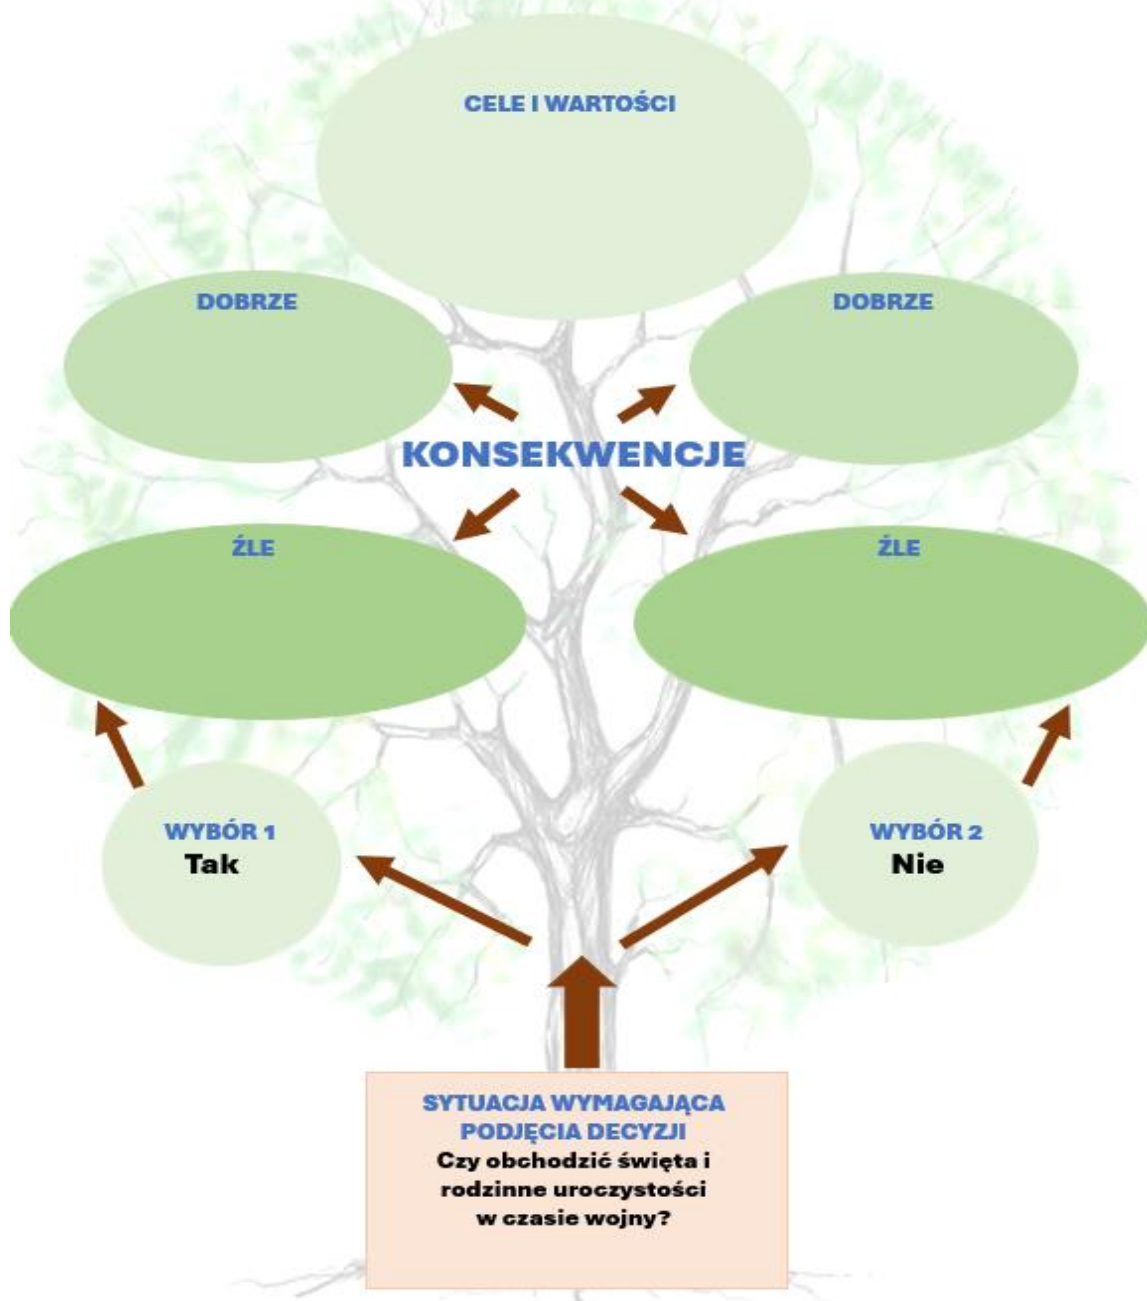 CELE I WARTOŚCI
DOBRZE
DOBRZE
KONSEKWENCJE
ŹLE
ŹLE
WYBÓR 1
Tak
WYBÓR 2
Nie
SYTUACJA WYMAGAJĄCA
PODJĘCIA DECYZJI
Czy obchodzić święta i
rodzinne uroczystości
w czasie wojny?